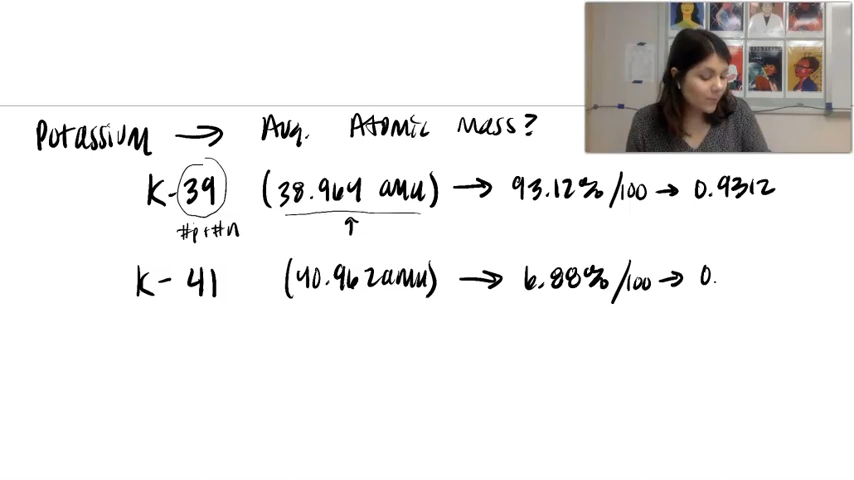 Potassium → Avg. Atomic Mass?
K-39 (38.964 amu) → 93.12%/100 → 0.9312
#p+#n ↑
K-41 (40.962amu) → 6.88%/100 → 0.